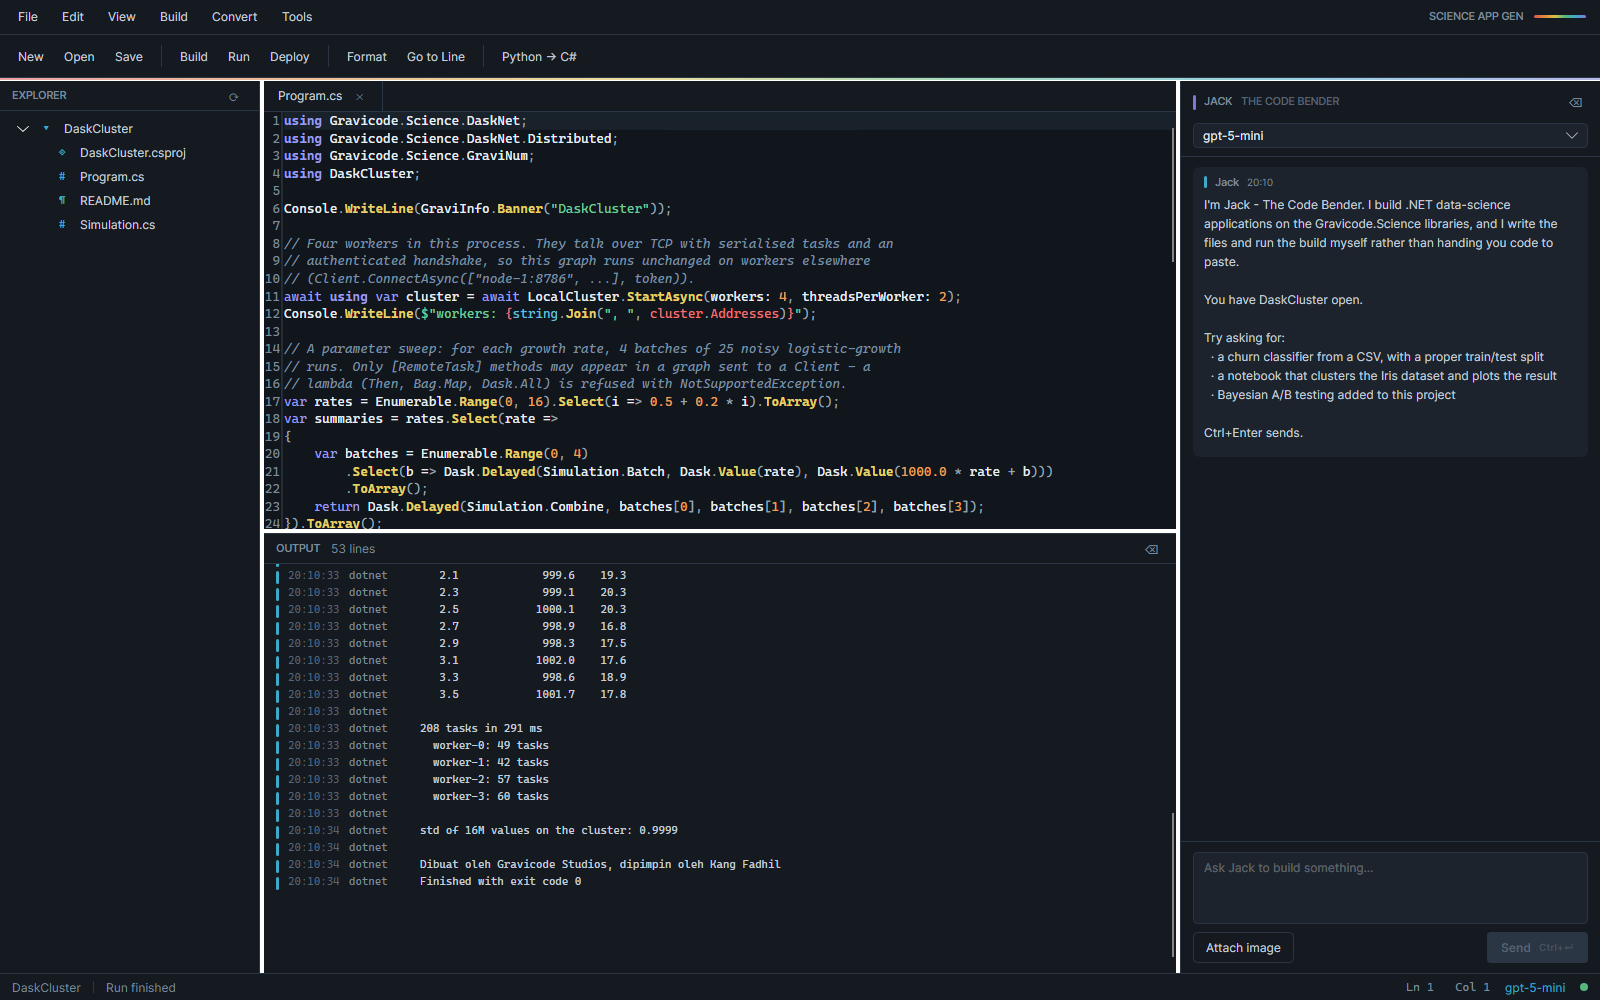 File Edit View Build Convert Tools
SCIENCE APP GEN
New Open Save Build Run Deploy Format Go to Line Python → C#
EXPLORER
DaskCluster
DaskCluster.csproj
# Program.cs
¶ README.md
# Simulation.cs
Program.cs ×
1 using Gravicode.Science.DaskNet;
2 using Gravicode.Science.DaskNet.Distributed;
3 using Gravicode.Science.GraviNum;
4 using DaskCluster;
5
6 Console.WriteLine(GraviInfo.Banner("DaskCluster"));
7
8 // Four workers in this process. They talk over TCP with serialised tasks and an
9 // authenticated handshake, so this graph runs unchanged on workers elsewhere
10 // (Client.ConnectAsync(["node-1:8786", ...], token)).
11 await using var cluster = await LocalCluster.StartAsync(workers: 4, threadsPerWorker: 2);
12 Console.WriteLine($"workers: {string.Join(", ", cluster.Addresses)}");
13
14 // A parameter sweep: for each growth rate, 4 batches of 25 noisy logistic-growth
15 // runs. Only [RemoteTask] methods may appear in a graph sent to a Client - a
16 // lambda (Then, Bag.Map, Dask.All) is refused with NotSupportedException.
17 var rates = Enumerable.Range(0, 16).Select(i => 0.5 + 0.2 * i).ToArray();
18 var summaries = rates.Select(rate =>
19 {
20 var batches = Enumerable.Range(0, 4)
21 .Select(b => Dask.Delayed(Simulation.Batch, Dask.Value(rate), Dask.Value(1000.0 * rate + b)))
22 .ToArray();
23 return Dask.Delayed(Simulation.Combine, batches[0], batches[1], batches[2], batches[3]);
24 }).ToArray();
OUTPUT 53 lines
20:10:33 dotnet 2.1 999.6 19.3
20:10:33 dotnet 2.3 999.1 20.3
20:10:33 dotnet 2.5 1000.1 20.3
20:10:33 dotnet 2.7 998.9 16.8
20:10:33 dotnet 2.9 998.3 17.5
20:10:33 dotnet 3.1 1002.0 17.6
20:10:33 dotnet 3.3 998.6 18.9
20:10:33 dotnet 3.5 1001.7 17.8
20:10:33 dotnet
20:10:33 dotnet 208 tasks in 291 ms
20:10:33 dotnet worker-0: 49 tasks
20:10:33 dotnet worker-1: 42 tasks
20:10:33 dotnet worker-2: 57 tasks
20:10:33 dotnet worker-3: 60 tasks
20:10:33 dotnet
20:10:34 dotnet std of 16M values on the cluster: 0.9999
20:10:34 dotnet
20:10:34 dotnet Dibuat oleh Gravicode Studios, dipimpin oleh Kang Fadhil
20:10:34 dotnet Finished with exit code 0
JACK THE CODE BENDER
gpt-5-mini
Jack 20:10
I'm Jack - The Code Bender. I build .NET data-science
applications on the Gravicode.Science libraries, and I write the
files and run the build myself rather than handing you code to
paste.
You have DaskCluster open.
Try asking for:
· a churn classifier from a CSV, with a proper train/test split
· a notebook that clusters the Iris dataset and plots the result
· Bayesian A/B testing added to this project
Ctrl+Enter sends.
Ask Jack to build something...
Attach image
Send Ctrl+↵
DaskCluster Run finished
Ln 1 Col 1 gpt-5-mini